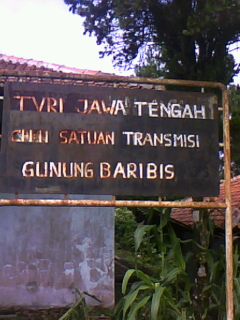 TVRI JAWA TENGAH
SATUAN TRANSMISI
GUNUNG BARIBIS